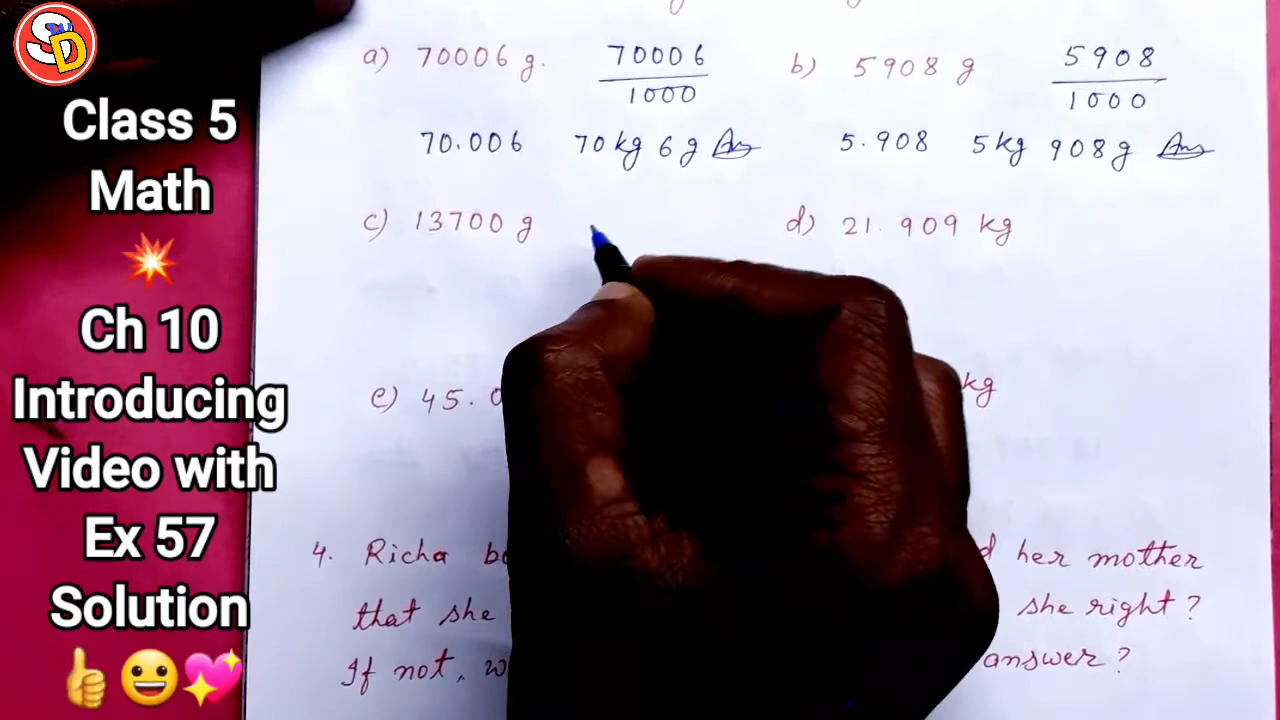 SWD
Class 5
Math
💥
Ch 10
Introducing
Video with
Ex 57
Solution
👍😀💖
a) 70006 g. 70006/1000 b) 5908 g 5908/1000
70.006 70 kg 6 g Ans 5.908 5 kg 908 g Ans
c) 13700 g d) 21.909 kg
e) 45. kg
4. Richa her mother
that she she right?
If not, answer?